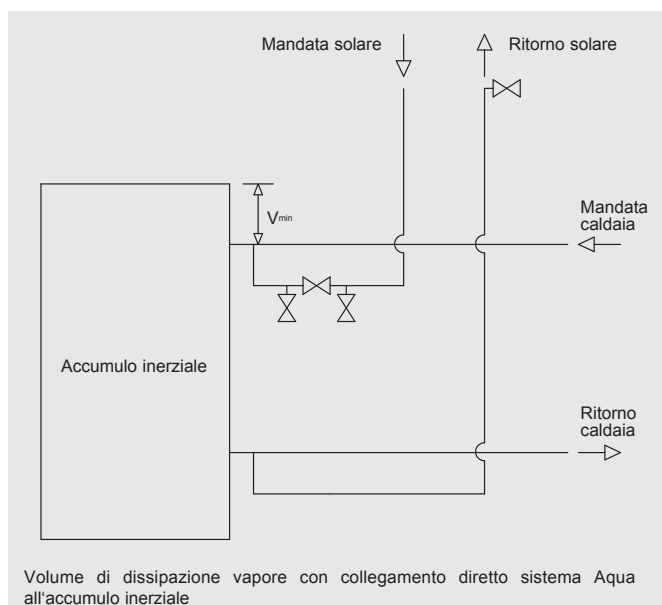 Mandata solare
Ritorno solare
Mandata
caldaia
Vmin
Accumulo inerziale
Ritorno
caldaia
Volume di dissipazione vapore con collegamento diretto sistema Aqua
all‘accumulo inerziale